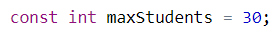 const int maxStudents = 30;